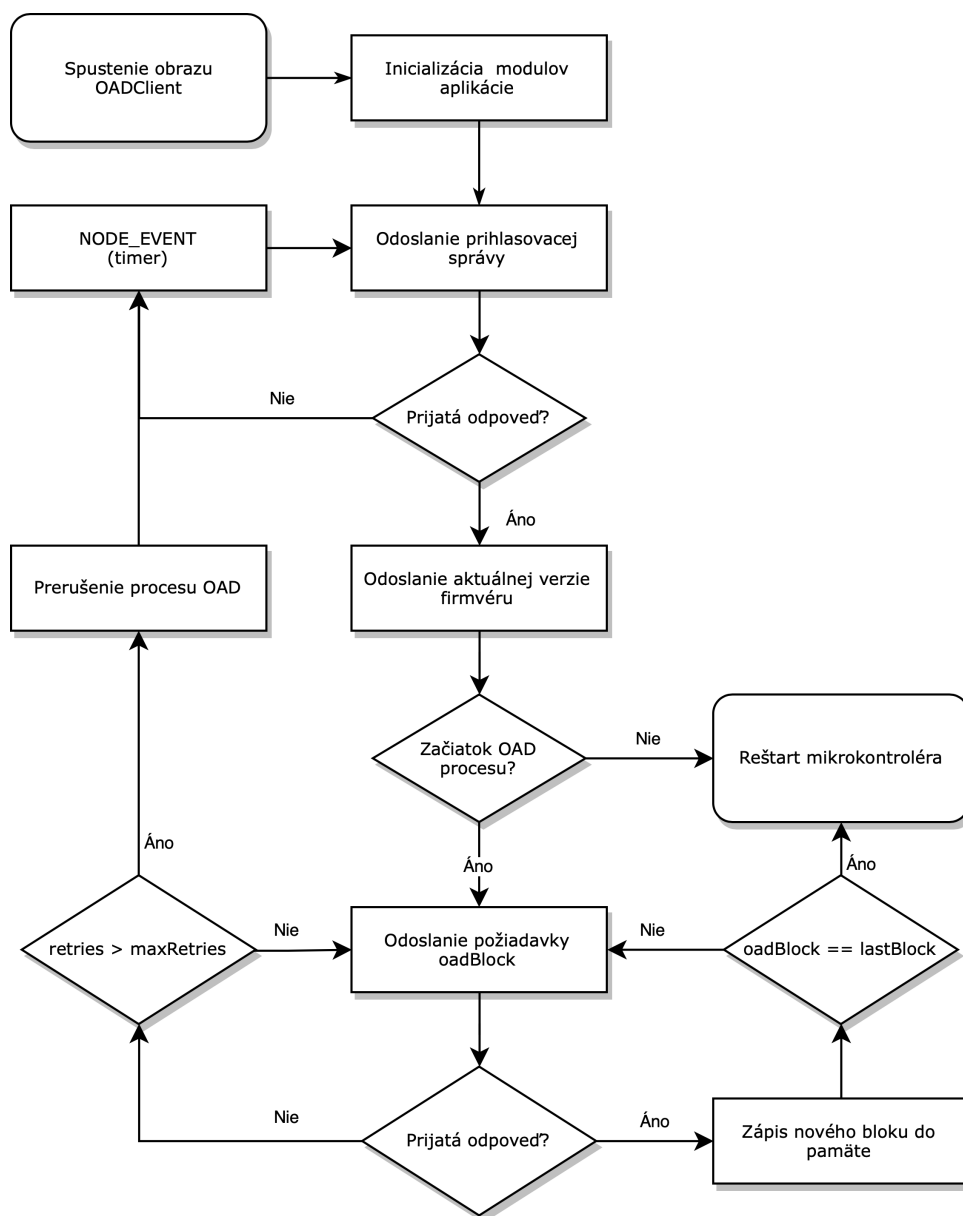 Spustenie obrazu
OADClient
Inicializácia modulov
aplikácie
NODE_EVENT
(timer)
Odoslanie prihlasovacej
správy
Nie
Prijatá odpoveď?
Áno
Prerušenie procesu OAD
Odoslanie aktuálnej verzie
firmvéru
Začiatok OAD
procesu?
Nie
Reštart mikrokontroléra
Áno
Áno
Áno
retries > maxRetries
Nie
Odoslanie požiadavky
oadBlock
Nie
oadBlock == lastBlock
Nie
Prijatá odpoveď?
Áno
Zápis nového bloku do
pamäte